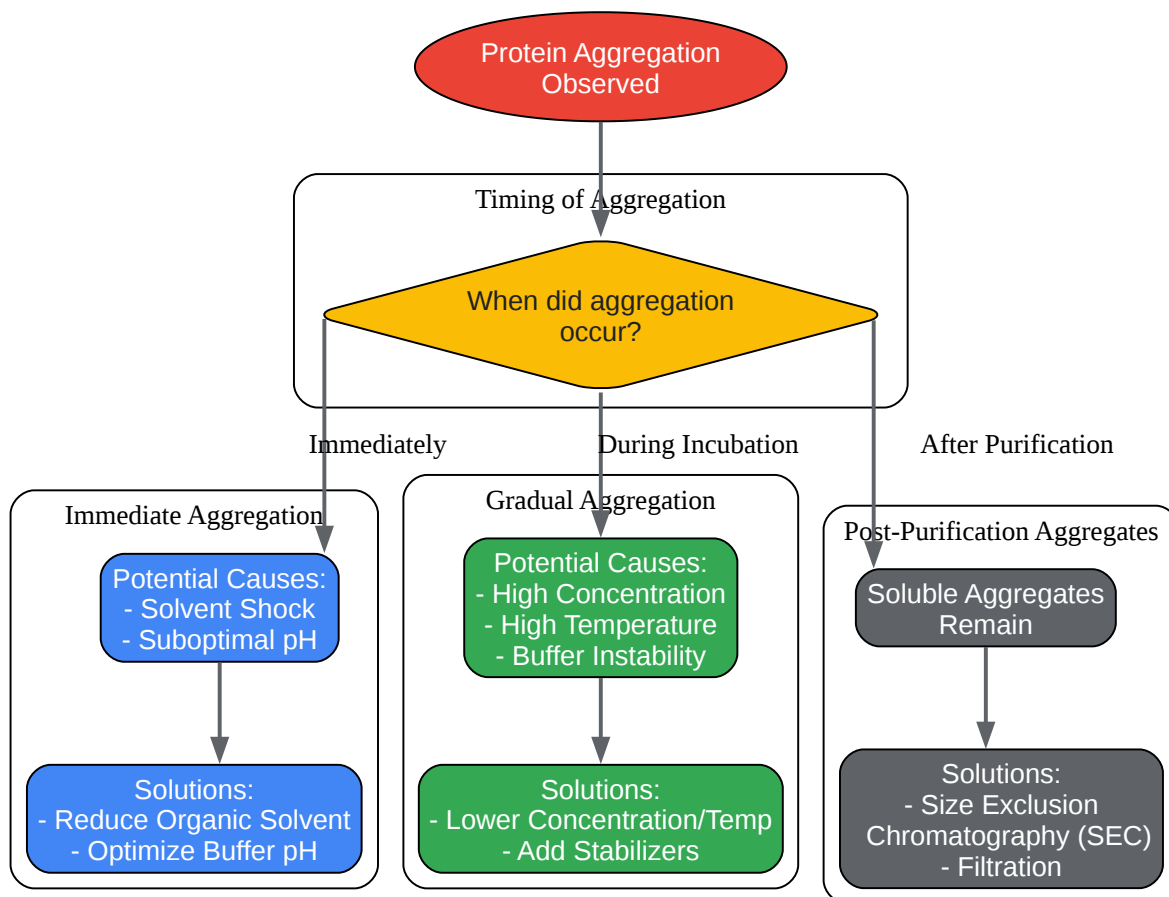 Protein Aggregation
Observed
Timing of Aggregation
When did aggregation
occur?
Immediately
During Incubation
After Purification
Immediate Aggregation
Potential Causes:
- Solvent Shock
- Suboptimal pH
Solutions:
- Reduce Organic Solvent
- Optimize Buffer pH
Gradual Aggregation
Potential Causes:
- High Concentration
- High Temperature
- Buffer Instability
Solutions:
- Lower Concentration/Temp
- Add Stabilizers
Post-Purification Aggregates
Soluble Aggregates
Remain
Solutions:
- Size Exclusion
Chromatography (SEC)
- Filtration